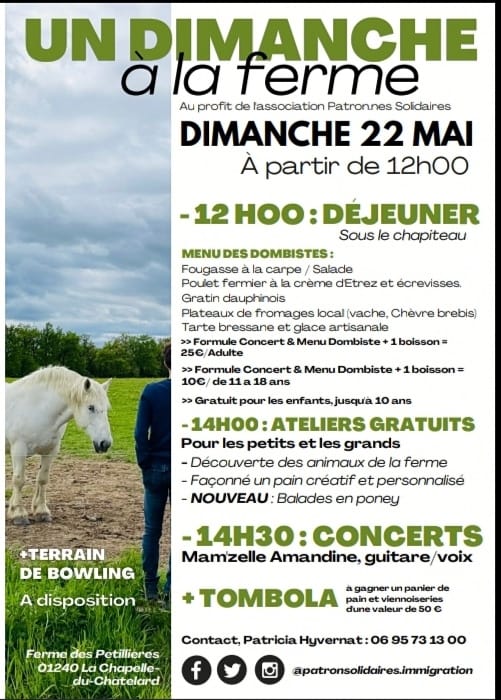 UN DIMANCHE
à la ferme
Au profit de l'association Patron.nes Solidaires
DIMANCHE 22 MAI
À partir de 12h00
- 12 H00 : DÉJEUNER
Sous le chapiteau
MENU DES DOMBISTES :
Fougasse à la carpe / Salade
Poulet fermier à la crème d'Etrez et écrevisses.
Gratin dauphinois
Plateaux de fromages local (vache, Chèvre brebis)
Tarte bressane et glace artisanale
>> Formule Concert & Menu Dombiste + 1 boisson =
25€/Adulte
>> Formule Concert & Menu Dombiste + 1 boisson =
10€/ de 11 a 18 ans
>> Gratuit pour les enfants, jusqu'à 10 ans
- 14H00 : ATELIERS GRATUITS
Pour les petits et les grands
- Découverte des animaux de la ferme
- Façonné un pain créatif et personnalisé
- NOUVEAU : Balades en poney
- 14H30 : CONCERTS
Mam'zelle Amandine, guitare/voix
+TERRAIN
DE BOWLING
A disposition
+ TOMBOLA
à gagner un panier de
pain et viennoiseries
d'une valeur de 50 €
Contact, Patricia Hyvernat : 06 95 73 13 00
Ferme des Petillières
01240 La Chapelle-
du-Châtelard
@patronsolidaires.immigration